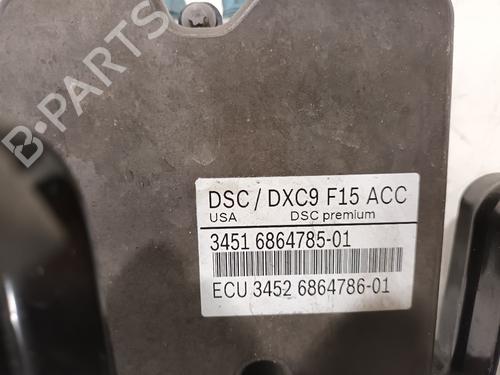 B-PARTS
DSC / DXC9 F15 ACC
USA DSC premium
3451 6864785-01
ECU 3452 6864786-01